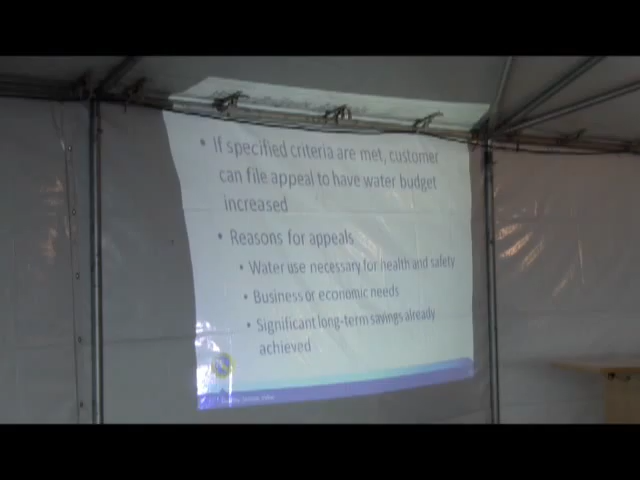 • If specified criteria are met, customer
can file appeal to have water budget
increased
• Reasons for appeals
• Water use necessary for health and safety
• Business or economic needs
• Significant long-term savings already
achieved